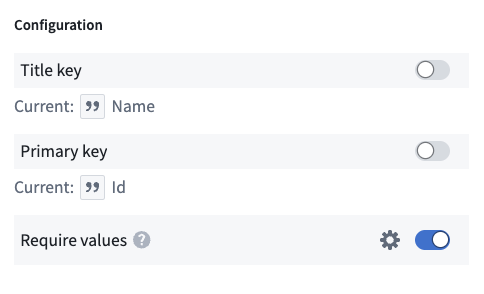 Configuration
Title key
Current: ” Name
Primary key
Current: ” Id
Require values ?